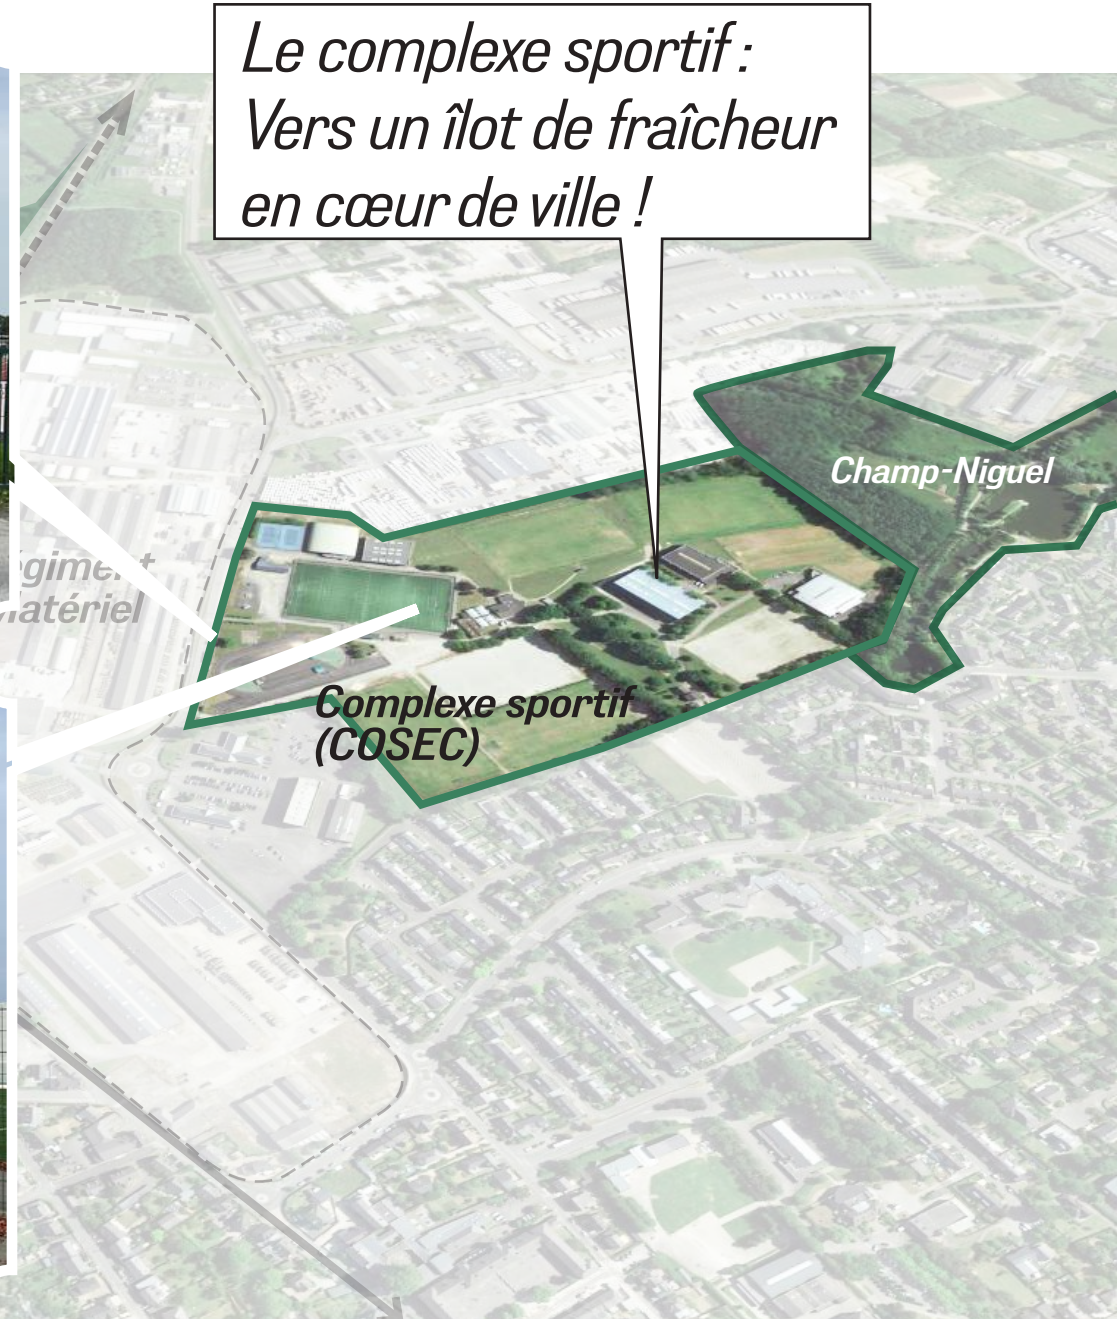 Le complexe sportif :
Vers un îlot de fraîcheur
en cœur de ville !
Champ-Niguel
Complexe sportif
(COSEC)